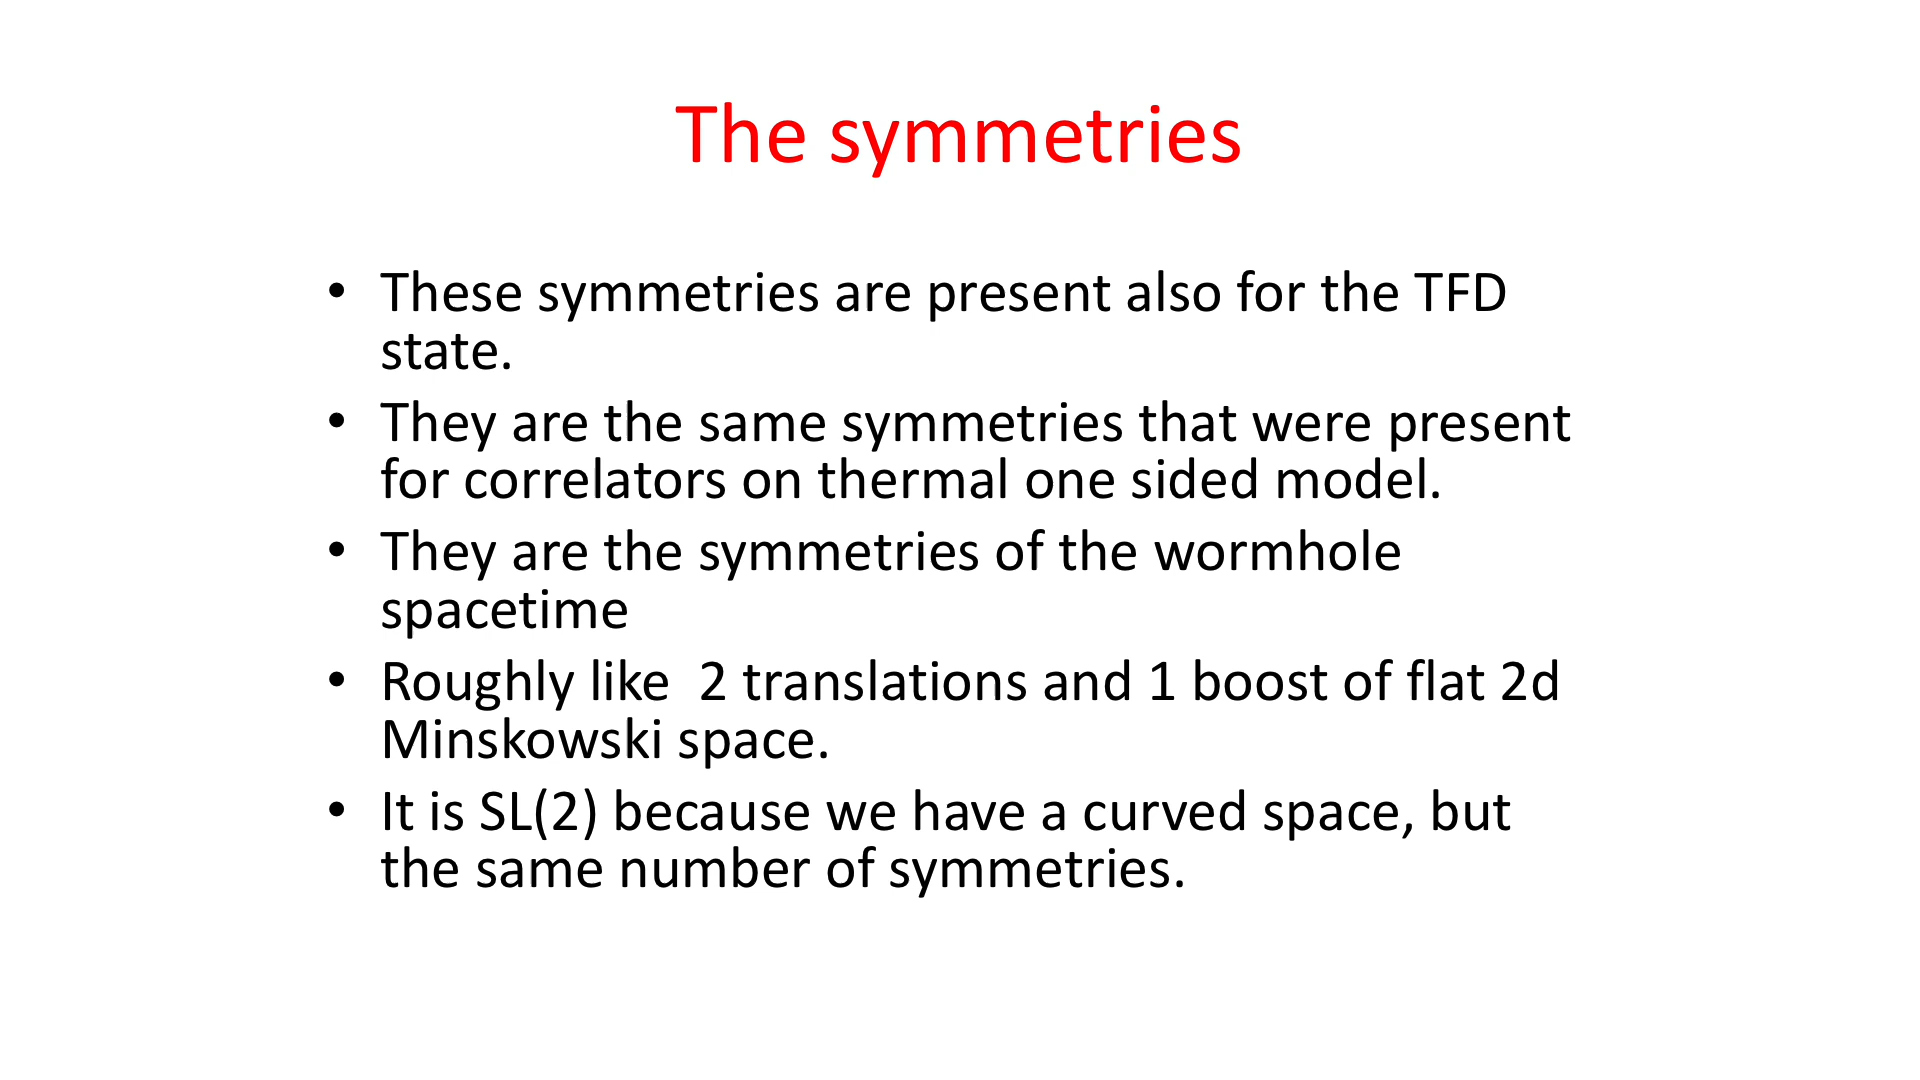 The symmetries
• These symmetries are present also for the TFD
state.
• They are the same symmetries that were present
for correlators on thermal one sided model.
• They are the symmetries of the wormhole
spacetime
• Roughly like  2 translations and 1 boost of flat 2d
Minskowski space.
• It is SL(2) because we have a curved space, but
the same number of symmetries.